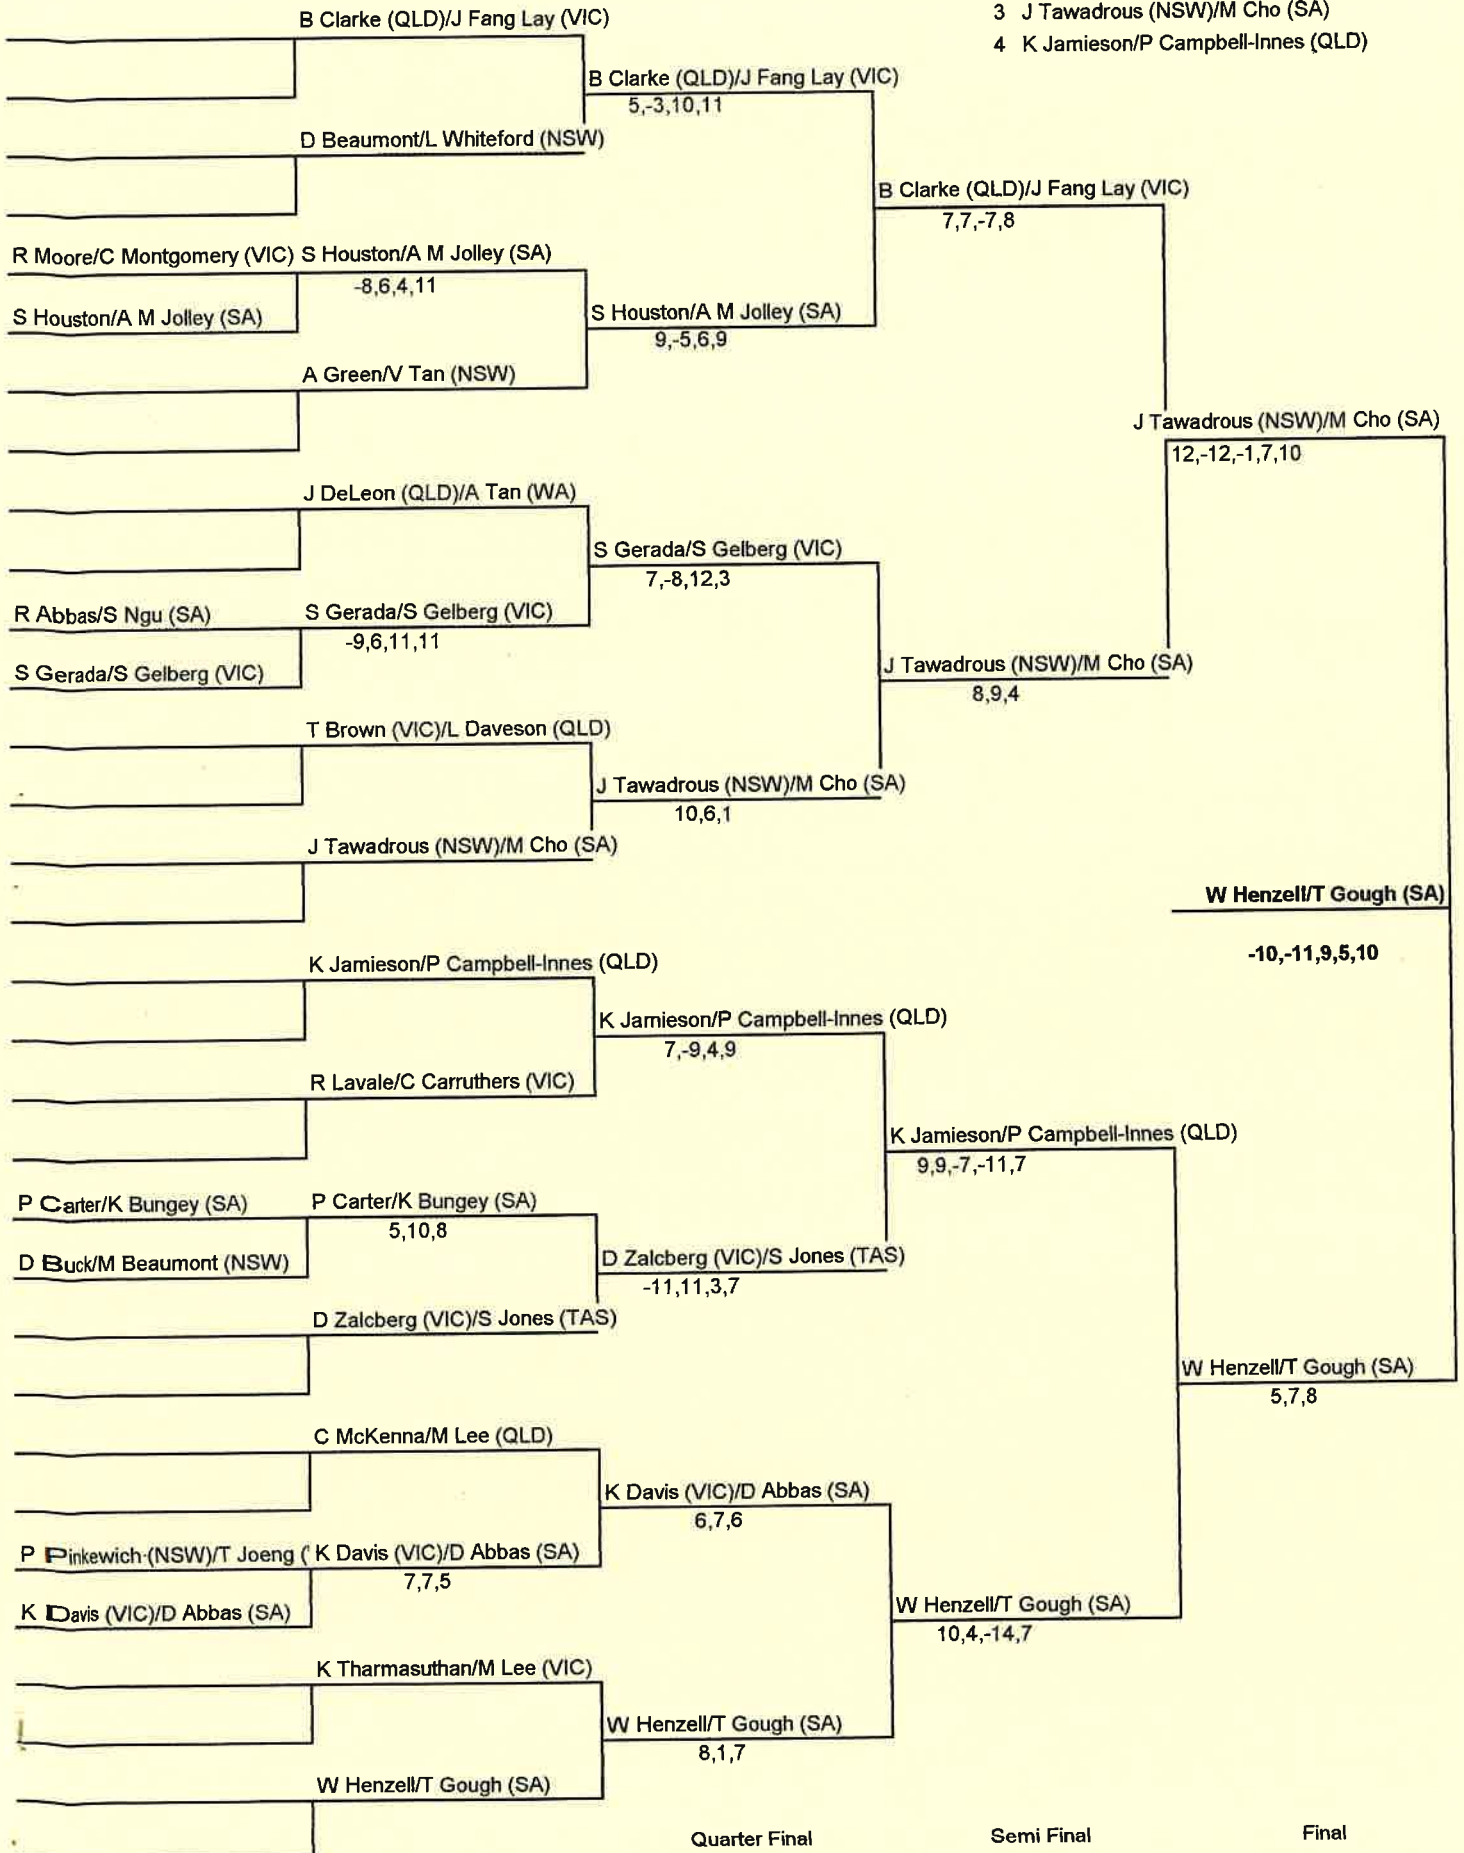 B Clarke (QLD)/J Fang Lay (VIC)
3 J Tawadrous (NSW)/M Cho (SA)
4 K Jamieson/P Campbell-Innes (QLD)
B Clarke (QLD)/J Fang Lay (VIC)
5,-3,10,11
D Beaumont/L Whiteford (NSW)
B Clarke (QLD)/J Fang Lay (VIC)
7,7,-7,8
R Moore/C Montgomery (VIC)
S Houston/A M Jolley (SA)
-8,6,4,11
S Houston/A M Jolley (SA)
S Houston/A M Jolley (SA)
9,-5,6,9
A Green/V Tan (NSW)
J Tawadrous (NSW)/M Cho (SA)
12,-12,-1,7,10
J DeLeon (QLD)/A Tan (WA)
S Gerada/S Gelberg (VIC)
7,-8,12,3
R Abbas/S Ngu (SA)
S Gerada/S Gelberg (VIC)
-9,6,11,11
S Gerada/S Gelberg (VIC)
J Tawadrous (NSW)/M Cho (SA)
8,9,4
T Brown (VIC)/L Daveson (QLD)
J Tawadrous (NSW)/M Cho (SA)
10,6,1
J Tawadrous (NSW)/M Cho (SA)
W Henzell/T Gough (SA)
-10,-11,9,5,10
K Jamieson/P Campbell-Innes (QLD)
K Jamieson/P Campbell-Innes (QLD)
7,-9,4,9
R Lavale/C Carruthers (VIC)
K Jamieson/P Campbell-Innes (QLD)
9,9,-7,-11,7
P Carter/K Bungey (SA)
P Carter/K Bungey (SA)
5,10,8
D Buck/M Beaumont (NSW)
D Zalcberg (VIC)/S Jones (TAS)
-11,11,3,7
D Zalcberg (VIC)/S Jones (TAS)
W Henzell/T Gough (SA)
5,7,8
C McKenna/M Lee (QLD)
K Davis (VIC)/D Abbas (SA)
6,7,6
P Pinkewich (NSW)/T Joeng (
K Davis (VIC)/D Abbas (SA)
7,7,5
K Davis (VIC)/D Abbas (SA)
W Henzell/T Gough (SA)
10,4,-14,7
K Tharmasuthan/M Lee (VIC)
W Henzell/T Gough (SA)
8,1,7
W Henzell/T Gough (SA)
Quarter Final
Semi Final
Final